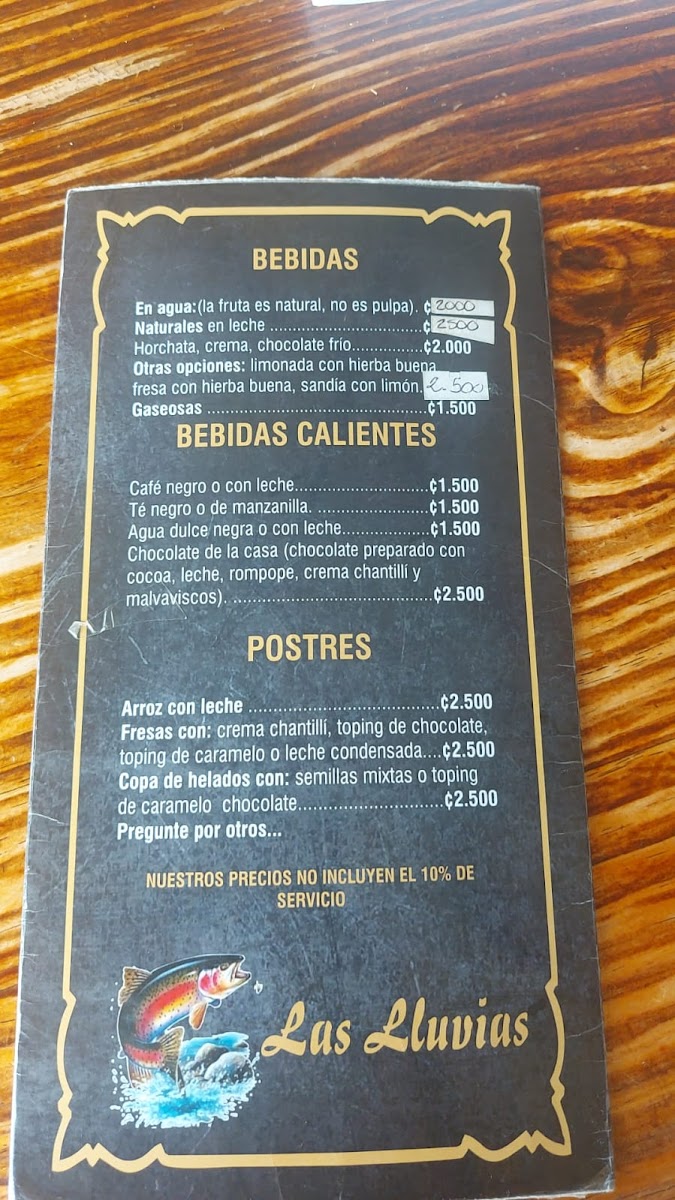 BEBIDAS
En agua:(la fruta es natural, no es pulpa). ₵2000
Naturales en leche ................................₵2500
Horchata, crema, chocolate frío...............₵2.000
Otras opciones: limonada con hierba buena
fresa con hierba buena, sandía con limón. 2.500
Gaseosas ..............................................₵1.500
BEBIDAS CALIENTES
Café negro o con leche............................₵1.500
Té negro o de manzanilla. ........................₵1.500
Agua dulce negra o con leche..................₵1.500
Chocolate de la casa (chocolate preparado con
cocoa, leche, rompope, crema chantillí y
malvaviscos). ..........................................₵2.500
POSTRES
Arroz con leche .......................................₵2.500
Fresas con: crema chantillí, toping de chocolate,
toping de caramelo o leche condensada....₵2.500
Copa de helados con: semillas mixtas o toping
de caramelo chocolate..............................₵2.500
Pregunte por otros...
NUESTROS PRECIOS NO INCLUYEN EL 10% DE
SERVICIO
Las Lluvias